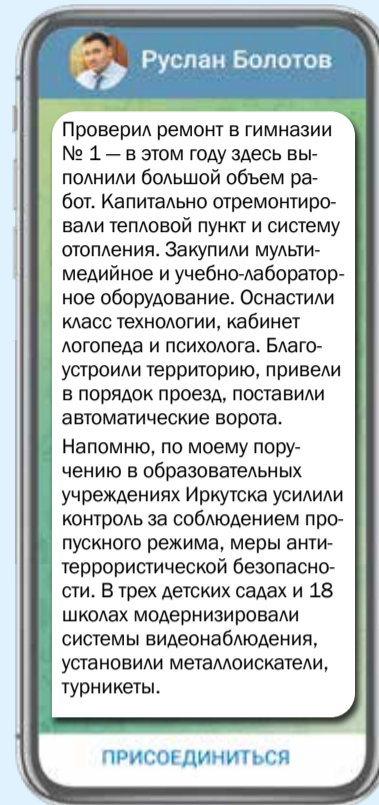 Руслан Болотов
Проверил ремонт в гимназии
№ 1 — в этом году здесь вы-
полнили большой объем ра-
бот. Капитально отремонтиро-
вали тепловой пункт и систему
отопления. Закупили мульти-
медийное и учебно-лаборатор-
ное оборудование. Оснастили
класс технологии, кабинет
логопеда и психолога. Благо-
устроили территорию, привели
в порядок проезд, поставили
автоматические ворота.
Напомню, по моему пору-
чению в образовательных
учреждениях Иркутска усилили
контроль за соблюдением про-
пускного режима, меры анти-
террористической безопасно-
сти. В трех детских садах и 18
школах модернизировали
системы видеонаблюдения,
установили металлоискатели,
турникеты.
ПРИСОЕДИНИТЬСЯ